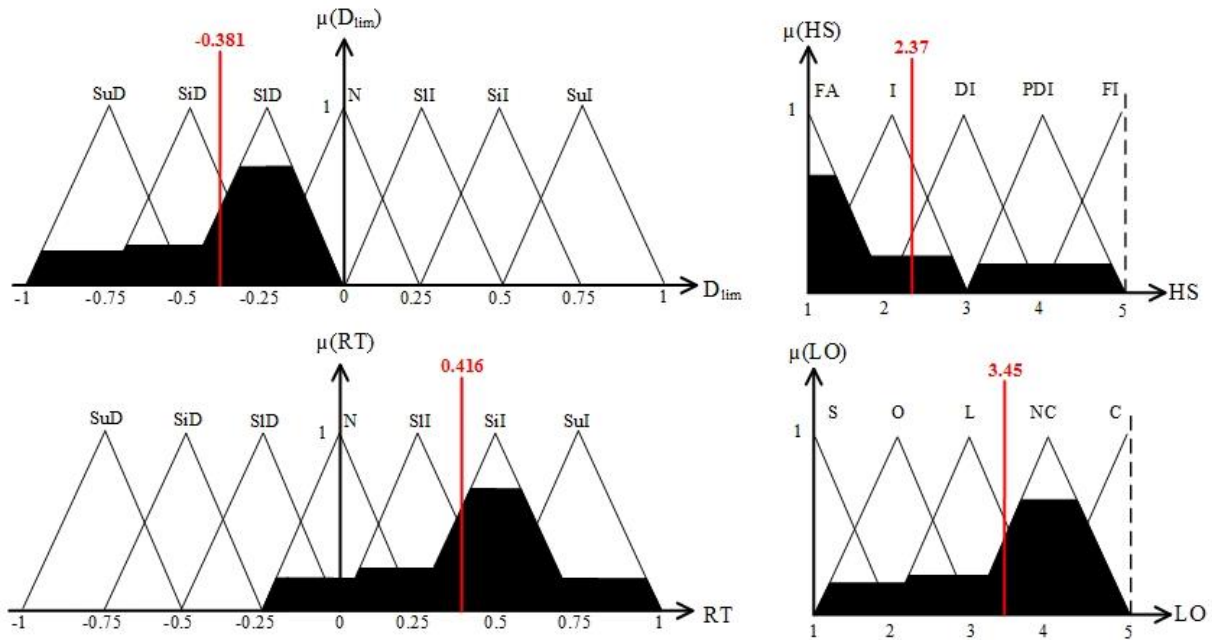 μ(Dlim)
-0.381
SuD SiD SlD N SlI SiI SuI
1
-1 -0.75 -0.5 -0.25 0 0.25 0.5 0.75 1 Dlim
μ(HS)
2.37
FA I DI PDI FI
1
1 2 3 4 5 HS
μ(RT)
0.416
SuD SiD SlD N SlI SiI SuI
1
-1 -0.75 -0.5 -0.25 0 0.25 0.5 0.75 1 RT
μ(LO)
3.45
S O L NC C
1
1 2 3 4 5 LO